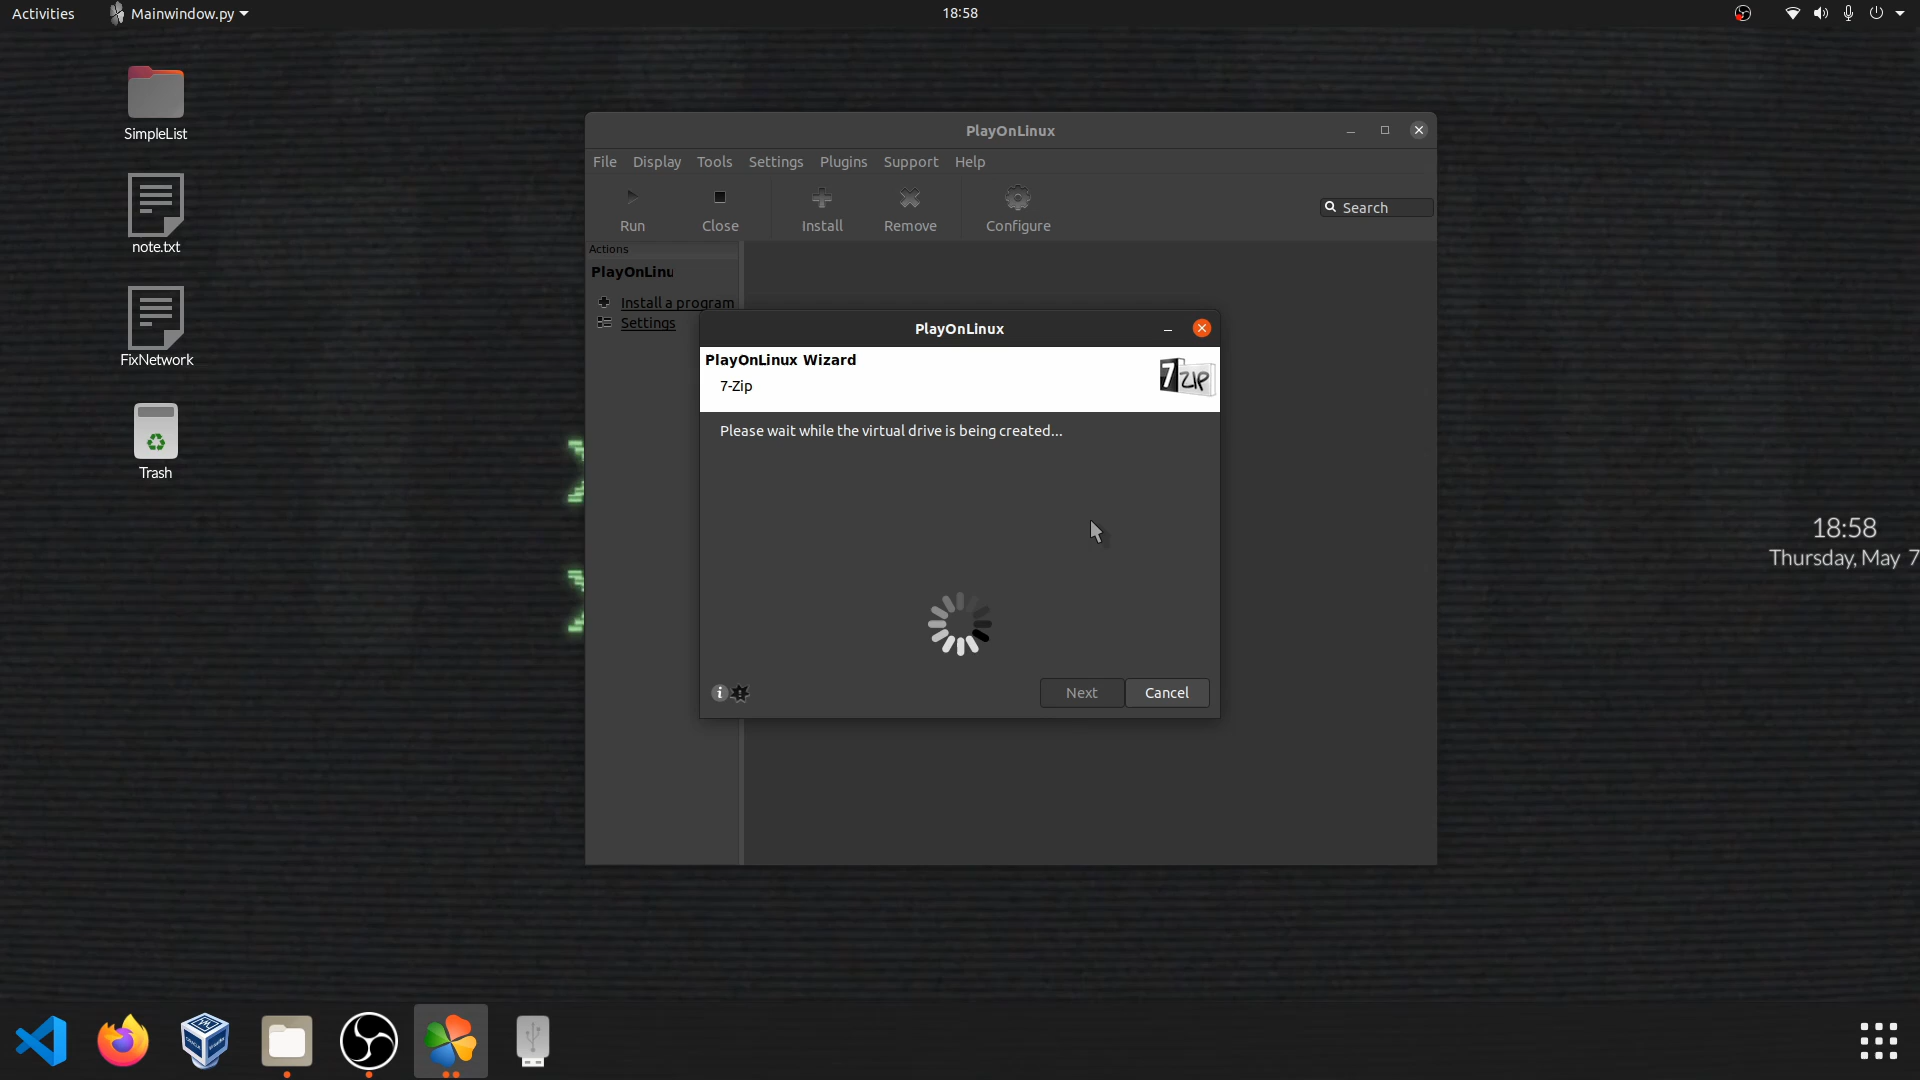 Activities
Mainwindow.py
18:58
SimpleList
note.txt
FixNetwork
Trash
PlayOnLinux
File Display Tools Settings Plugins Support Help
Run Close Install Remove Configure
Search
Actions
PlayOnLinu
Install a program
Settings
PlayOnLinux
PlayOnLinux Wizard
7-Zip
7 ZIP
Please wait while the virtual drive is being created...
Next Cancel
18:58
Thursday, May 7